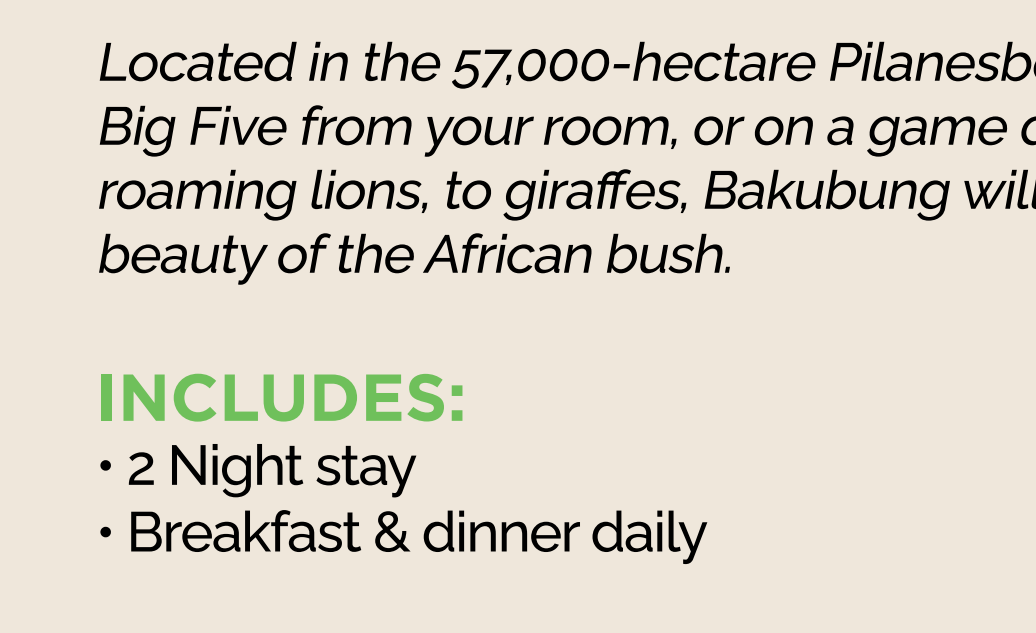 Located in the 57,000-hectare
Big Five from your room, or on a game
roaming lions, to giraffes, Bakubung will
beauty of the African bush.
INCLUDES:
• 2 Night stay
• Breakfast & dinner daily